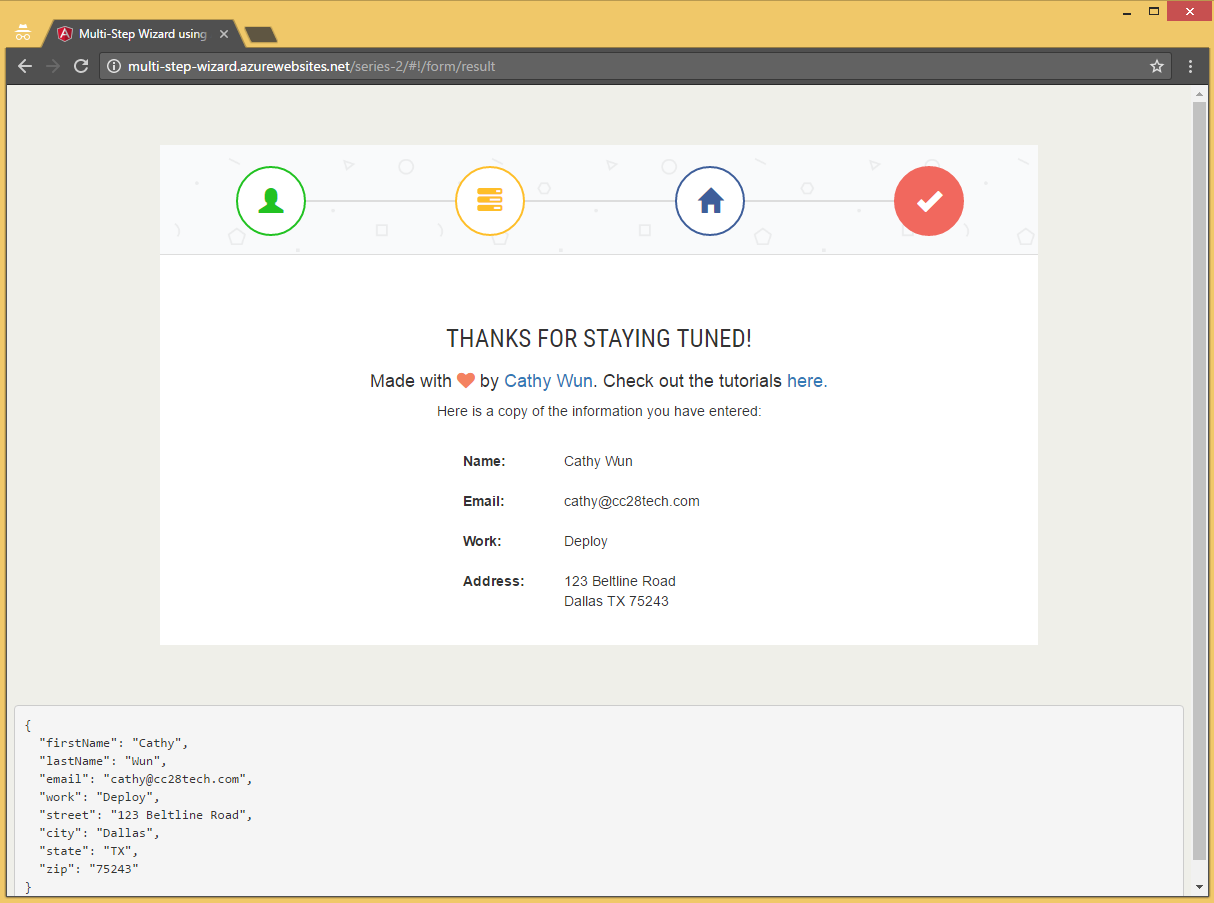 Multi-Step Wizard using
multi-step-wizard.azurewebsites.net/series-2/#!/form/result
THANKS FOR STAYING TUNED!
Made with by Cathy Wun. Check out the tutorials here.
Here is a copy of the information you have entered:
Name: Cathy Wun
Email: cathy@cc28tech.com
Work: Deploy
Address: 123 Beltline Road
Dallas TX 75243
{
"firstName": "Cathy",
"lastName": "Wun",
"email": "cathy@cc28tech.com",
"work": "Deploy",
"street": "123 Beltline Road",
"city": "Dallas",
"state": "TX",
"zip": "75243"
}